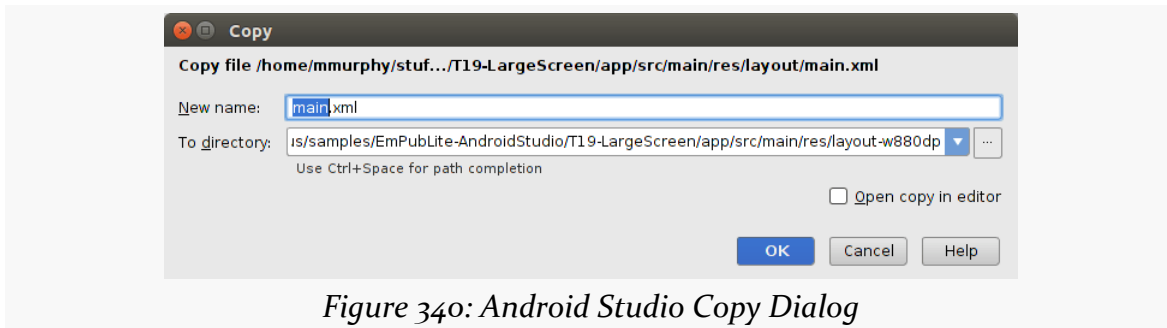 Copy
Copy file /home/mmurphy/stuf.../T19-LargeScreen/app/src/main/res/layout/main.xml
New name: main.xml
To directory: ıs/samples/EmPubLite-AndroidStudio/T19-LargeScreen/app/src/main/res/layout-w880dp ...
Use Ctrl+Space for path completion
Open copy in editor
OK Cancel Help
Figure 340: Android Studio Copy Dialog